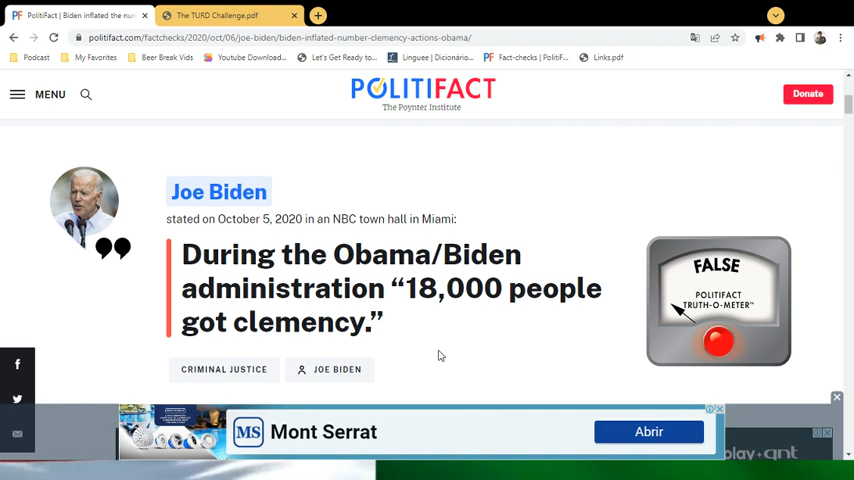 PolitiFact | Biden inflated the nu
The TURD Challenge.pdf
politifact.com/factchecks/2020/oct/06/joe-biden/biden-inflated-number-clemency-actions-obama/
Podcast
My Favorites
Beer Break Vids
Youtube Download...
Let's Get Ready to...
Linguee | Dicionário...
Fact-checks | PolitiF...
Links.pdf
MENU
POLITIFACT
The Poynter Institute
Donate
Joe Biden
stated on October 5, 2020 in an NBC town hall in Miami:
During the Obama/Biden
administration “18,000 people
got clemency.”
FALSE
POLITIFACT
TRUTH-O-METER™
CRIMINAL JUSTICE
JOE BIDEN
MS
Mont Serrat
Abrir
play+qnt